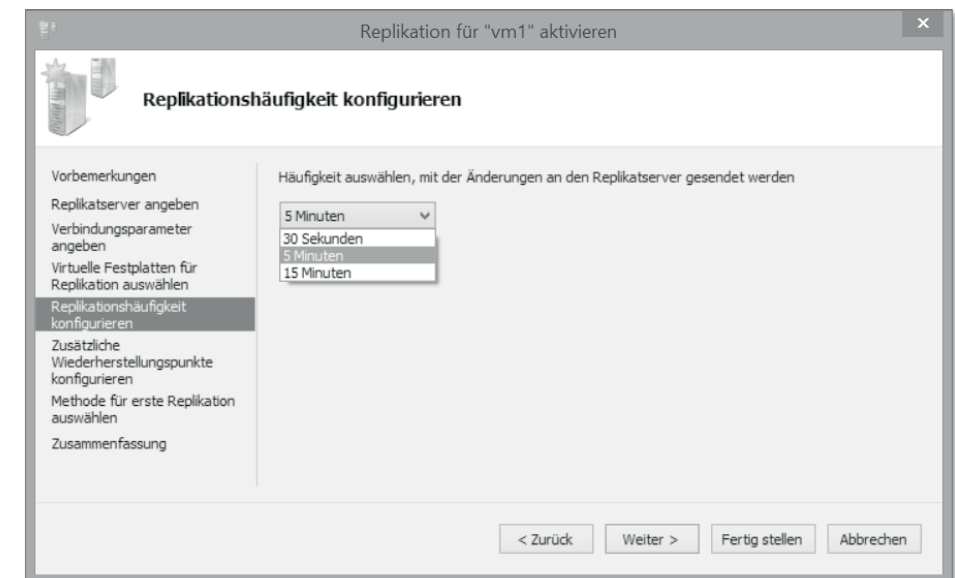 Replikation für "vm1" aktivieren
Replikationshäufigkeit konfigurieren
Vorbemerkungen
Replikatserver angeben
Verbindungsparameter
angeben
Virtuelle Festplatten für
Replikation auswählen
Replikationshäufigkeit
konfigurieren
Zusätzliche
Wiederherstellungspunkte
konfigurieren
Methode für erste Replikation
auswählen
Zusammenfassung
Häufigkeit auswählen, mit der Änderungen an den Replikatserver gesendet werden
5 Minuten
30 Sekunden
5 Minuten
15 Minuten
< Zurück
Weiter >
Fertig stellen
Abbrechen